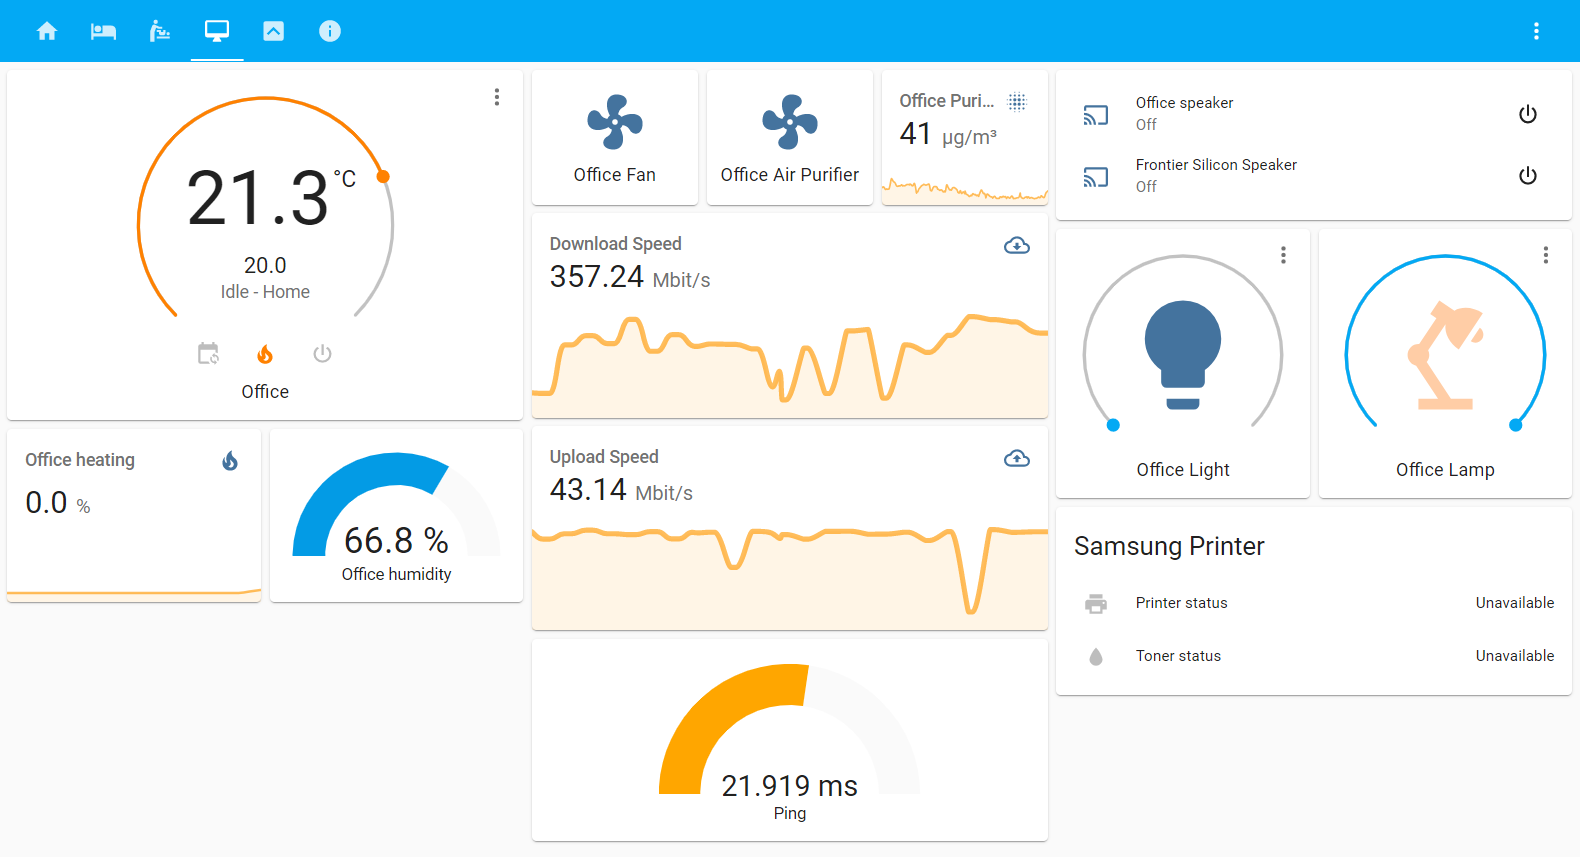 21.3 °C
20.0
Idle - Home
Office
Office heating
0.0 %
66.8 %
Office humidity
Office Fan
Office Air Purifier
Office Puri...
41 µg/m³
Download Speed
357.24 Mbit/s
Upload Speed
43.14 Mbit/s
21.919 ms
Ping
Office speaker
Off
Frontier Silicon Speaker
Off
Office Light
Office Lamp
Samsung Printer
Printer status Unavailable
Toner status Unavailable